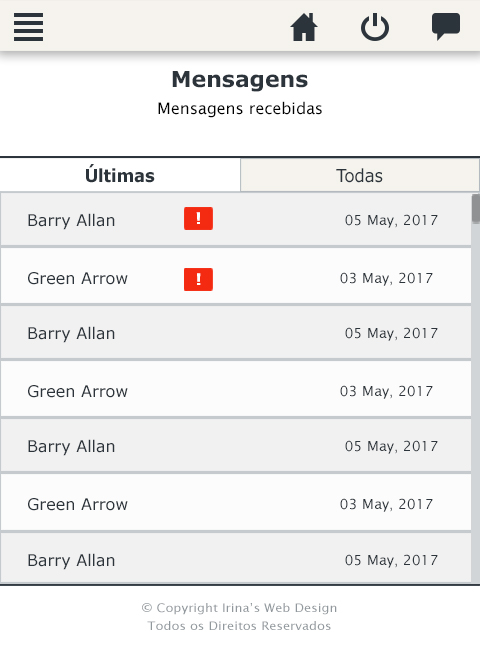 Mensagens
Mensagens recebidas
Últimas Todas
Barry Allan ! 05 May, 2017
Green Arrow ! 03 May, 2017
Barry Allan 05 May, 2017
Green Arrow 03 May, 2017
Barry Allan 05 May, 2017
Green Arrow 03 May, 2017
Barry Allan 05 May, 2017
© Copyright Irina's Web Design
Todos os Direitos Reservados